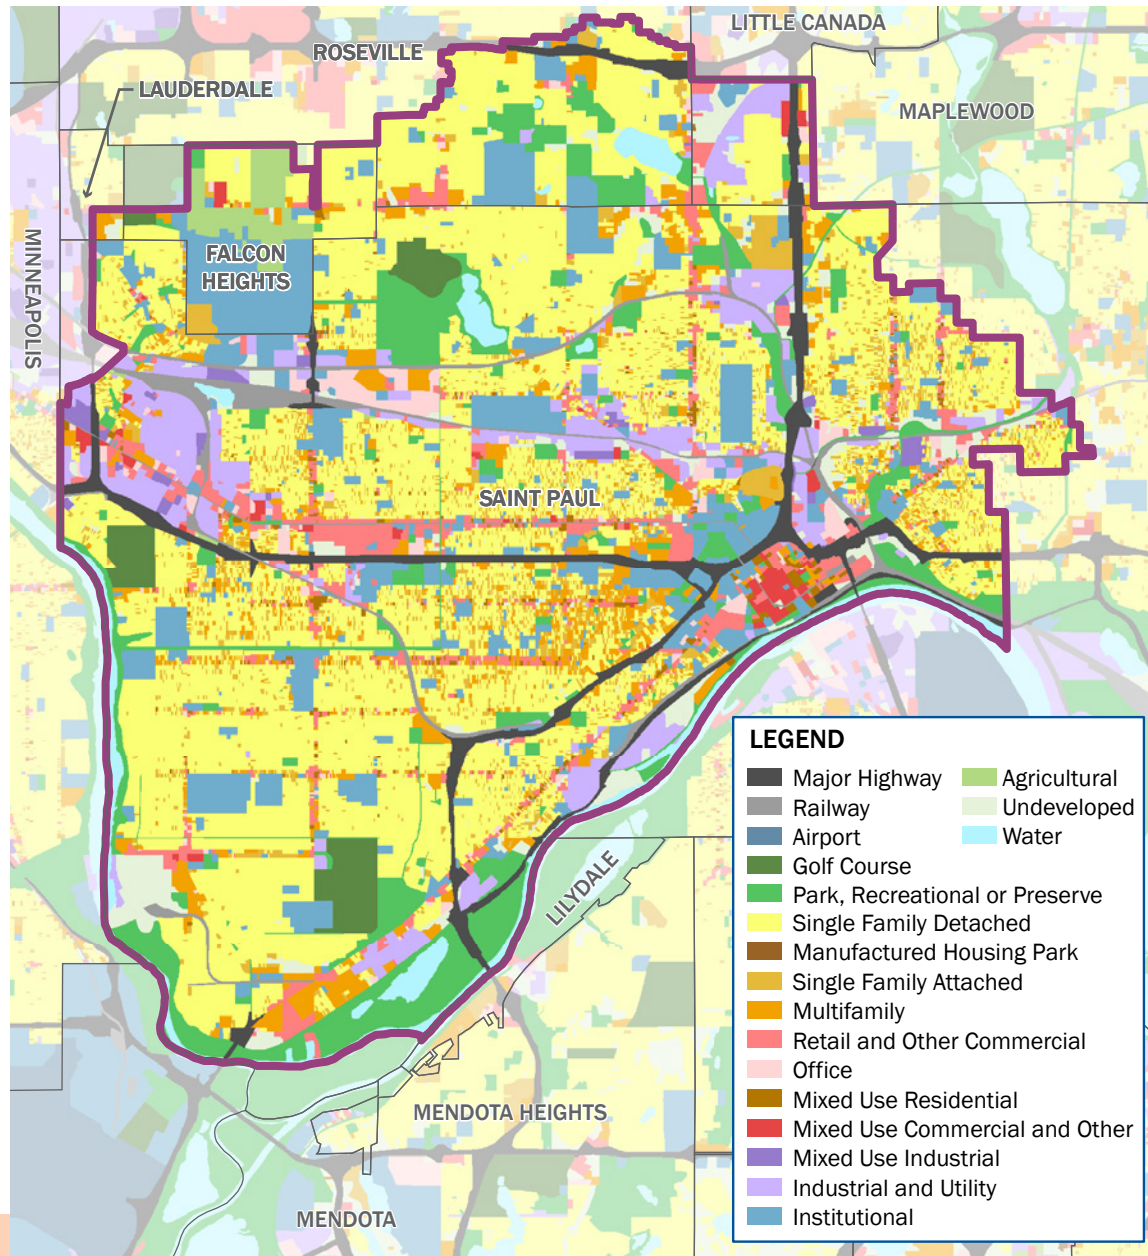 LITTLE CANADA
ROSEVILLE
LAUDERDALE
MAPLEWOOD
MINNEAPOLIS
FALCON
HEIGHTS
SAINT PAUL
LILYDALE
MENDOTA HEIGHTS
MENDOTA
LEGEND
Major Highway
Railway
Airport
Golf Course
Park, Recreational or Preserve
Single Family Detached
Manufactured Housing Park
Single Family Attached
Multifamily
Retail and Other Commercial
Office
Mixed Use Residential
Mixed Use Commercial and Other
Mixed Use Industrial
Industrial and Utility
Institutional
Agricultural
Undeveloped
Water